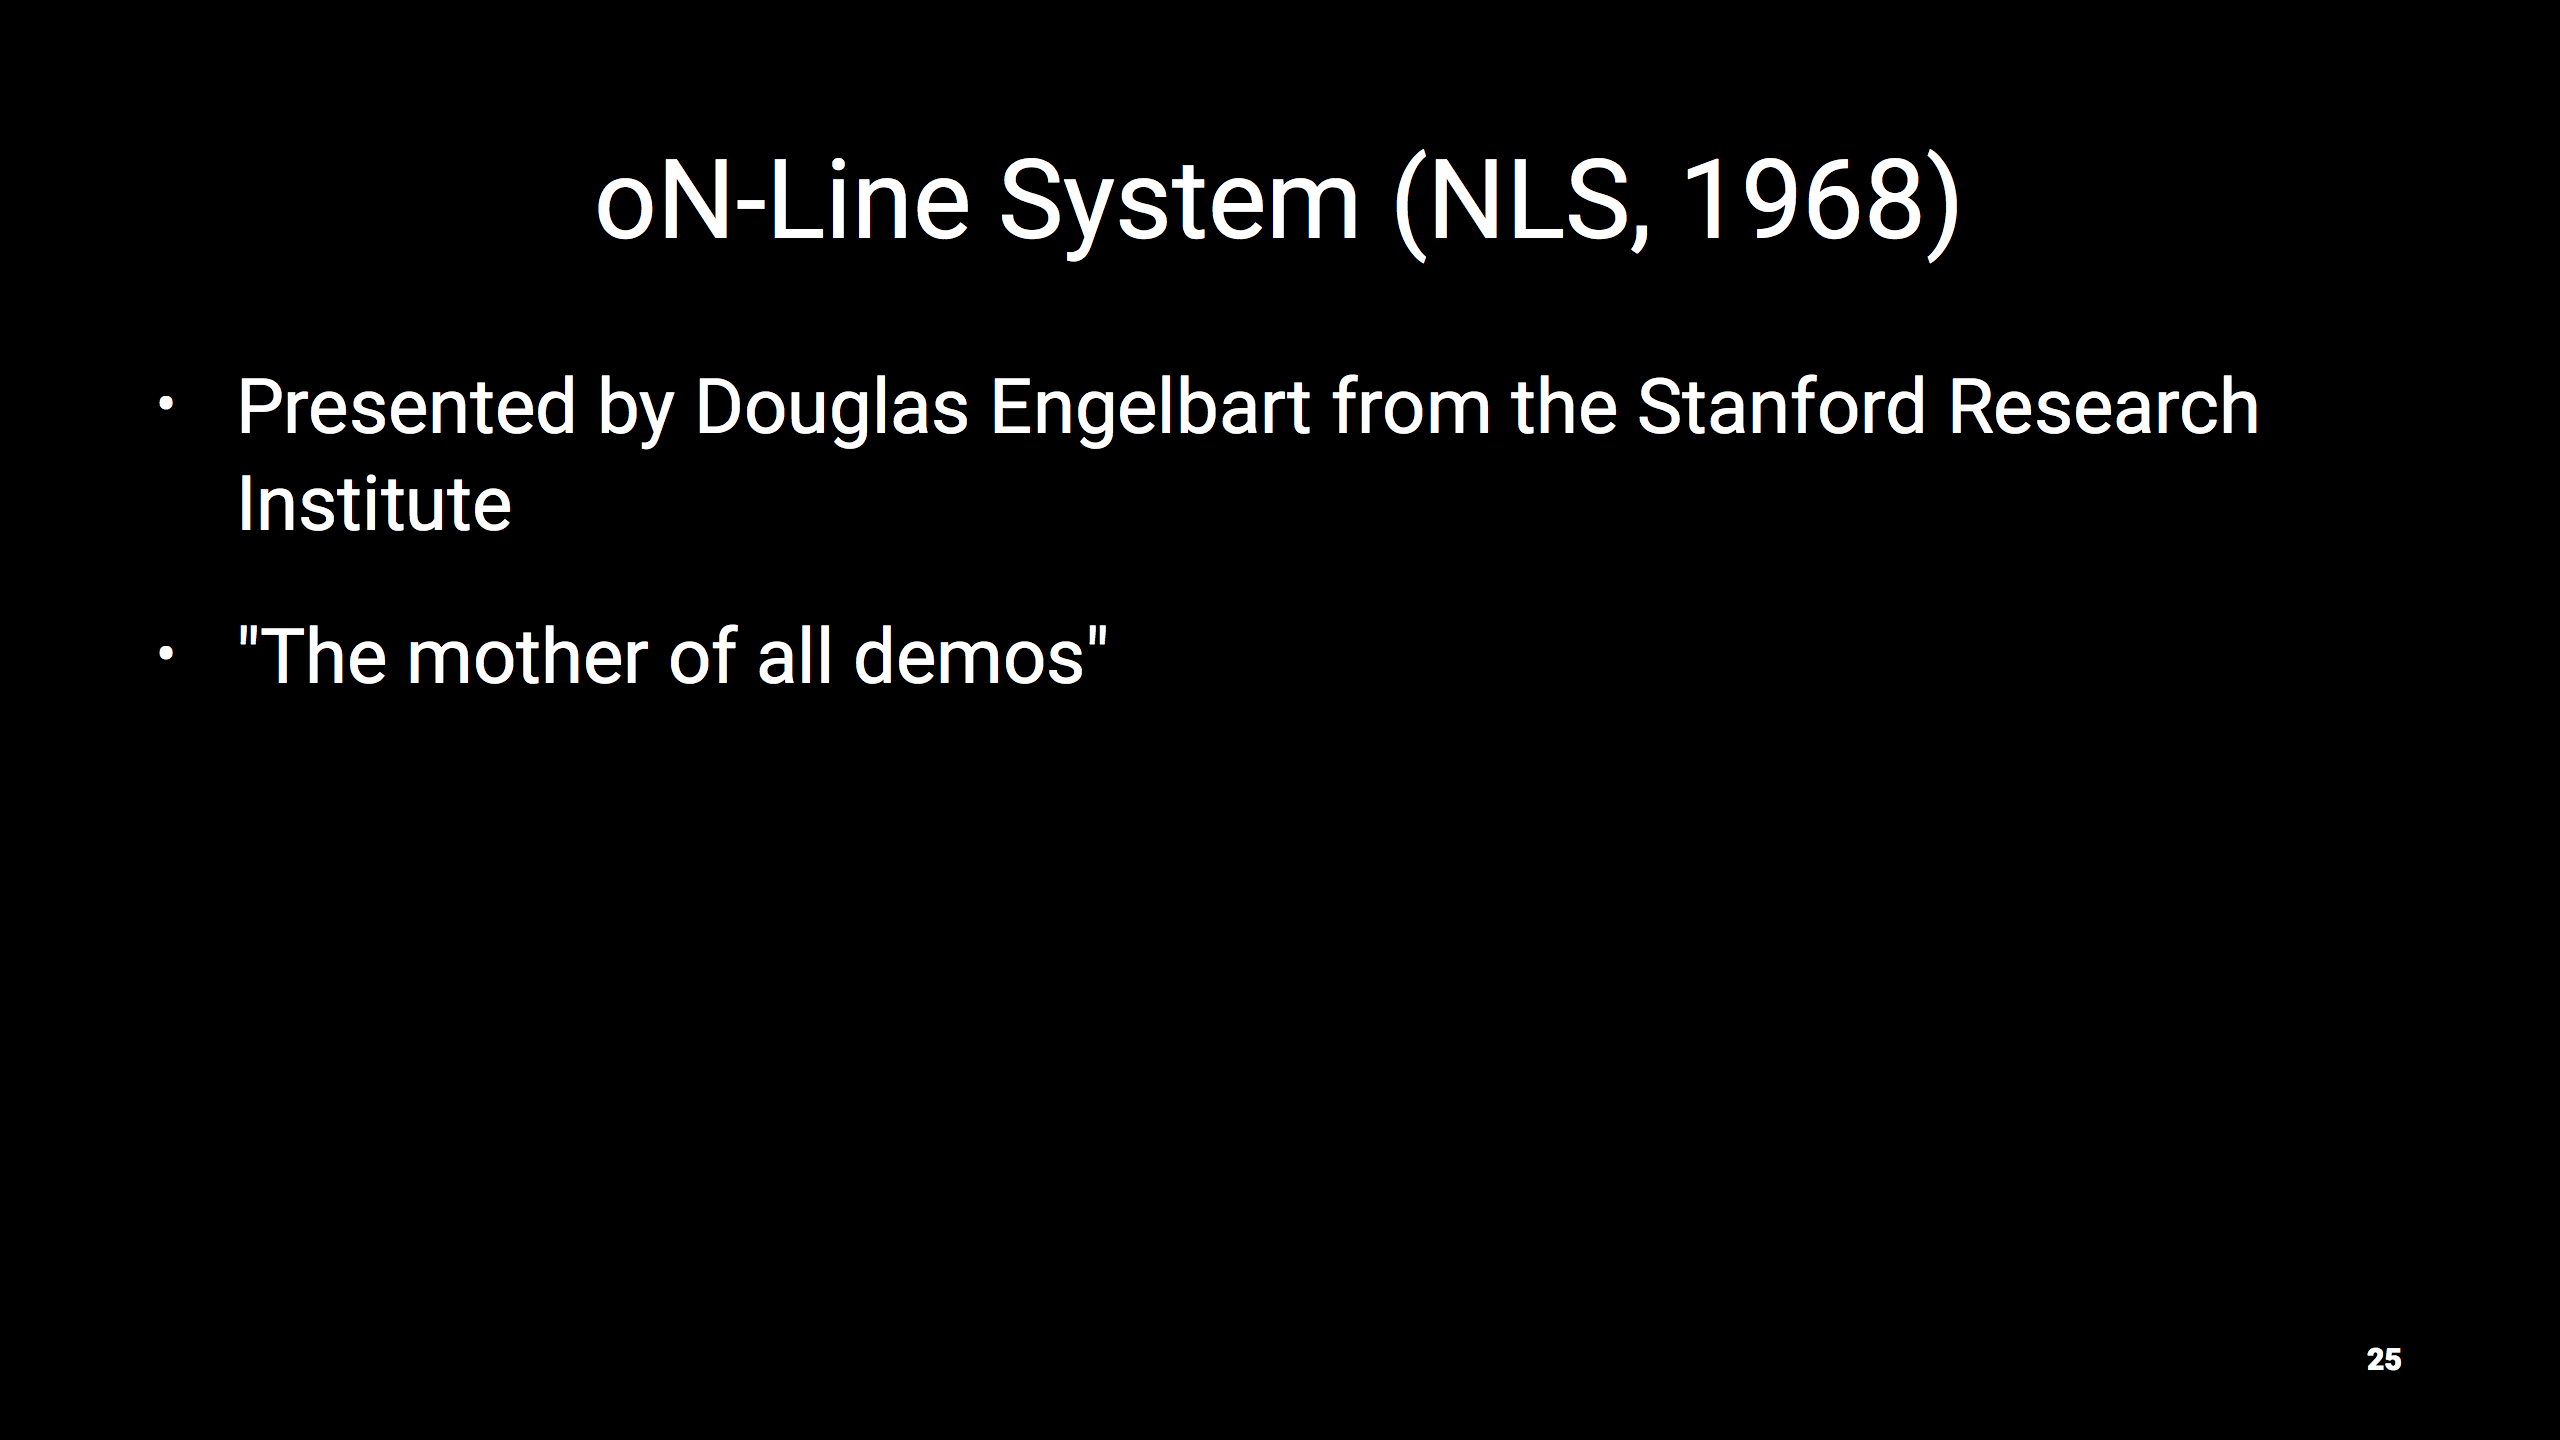 oN-Line System (NLS, 1968)
• Presented by Douglas Engelbart from the Stanford Research
Institute
• "The mother of all demos"
25